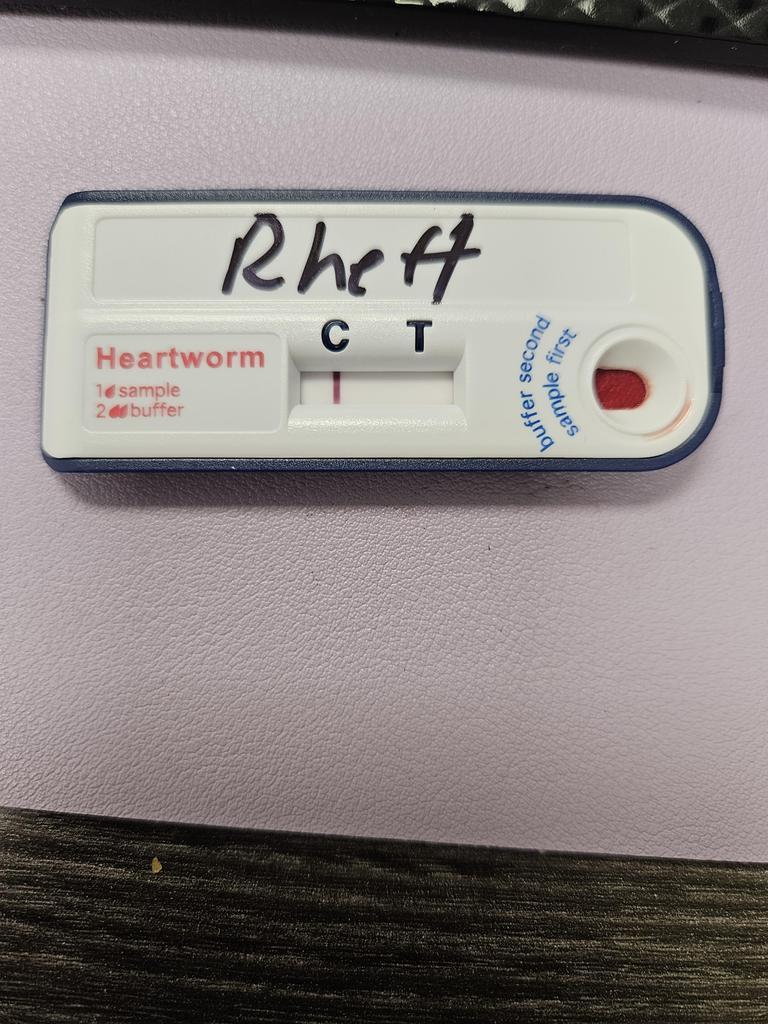 Rhett
C T
Heartworm
1 sample
2 buffer
buffer second
sample first